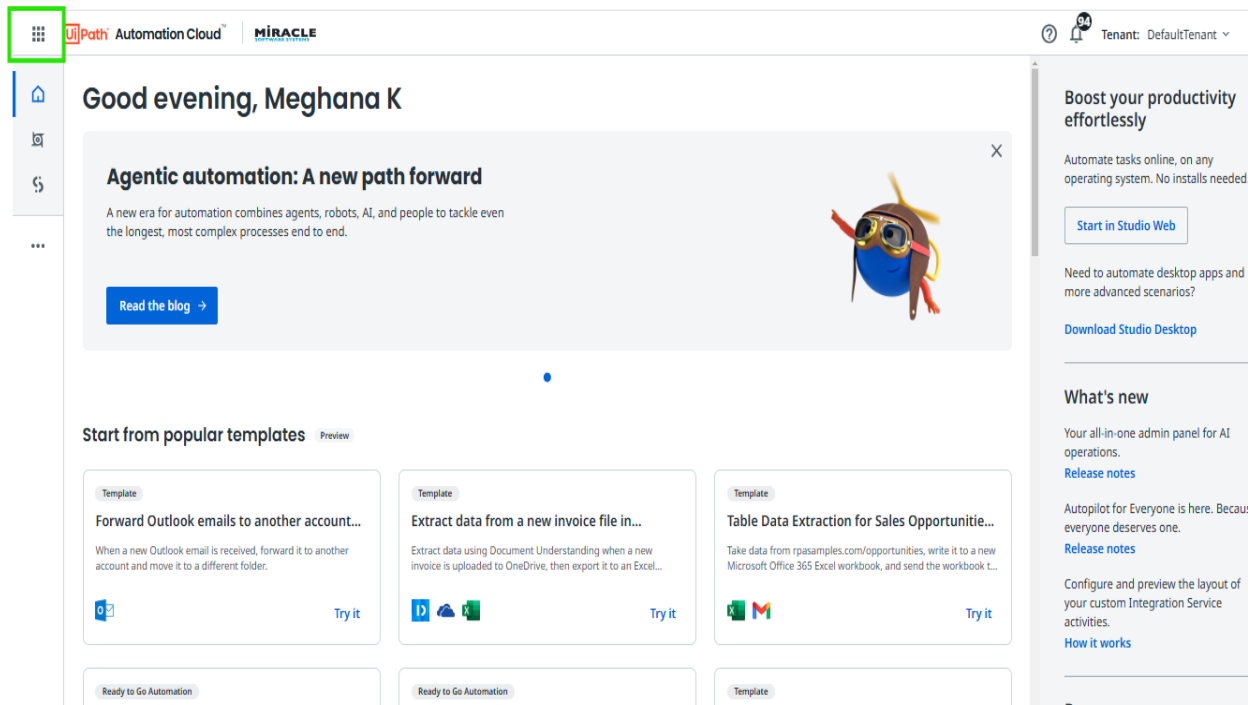 UiPath Automation Cloud™
MIRACLE
SOFTWARE SYSTEMS
94
Tenant: DefaultTenant
Good evening, Meghana K
Agentic automation: A new path forward
A new era for automation combines agents, robots, AI, and people to tackle even
the longest, most complex processes end to end.
Read the blog →
Start from popular templates Preview
Template
Forward Outlook emails to another account...
When a new Outlook email is received, forward it to another
account and move it to a different folder.
Try it
Template
Extract data from a new invoice file in...
Extract data using Document Understanding when a new
invoice is uploaded to OneDrive, then export it to an Excel...
Try it
Template
Table Data Extraction for Sales Opportunitie...
Take data from rpasamples.com/opportunities, write it to a new
Microsoft Office 365 Excel workbook, and send the workbook t...
Try it
Ready to Go Automation
Ready to Go Automation
Template
Boost your productivity
effortlessly
Automate tasks online, on any
operating system. No installs needed.
Start in Studio Web
Need to automate desktop apps and
more advanced scenarios?
Download Studio Desktop
What's new
Your all-in-one admin panel for AI
operations.
Release notes
Autopilot for Everyone is here. Becaus
everyone deserves one.
Release notes
Configure and preview the layout of
your custom Integration Service
activities.
How it works